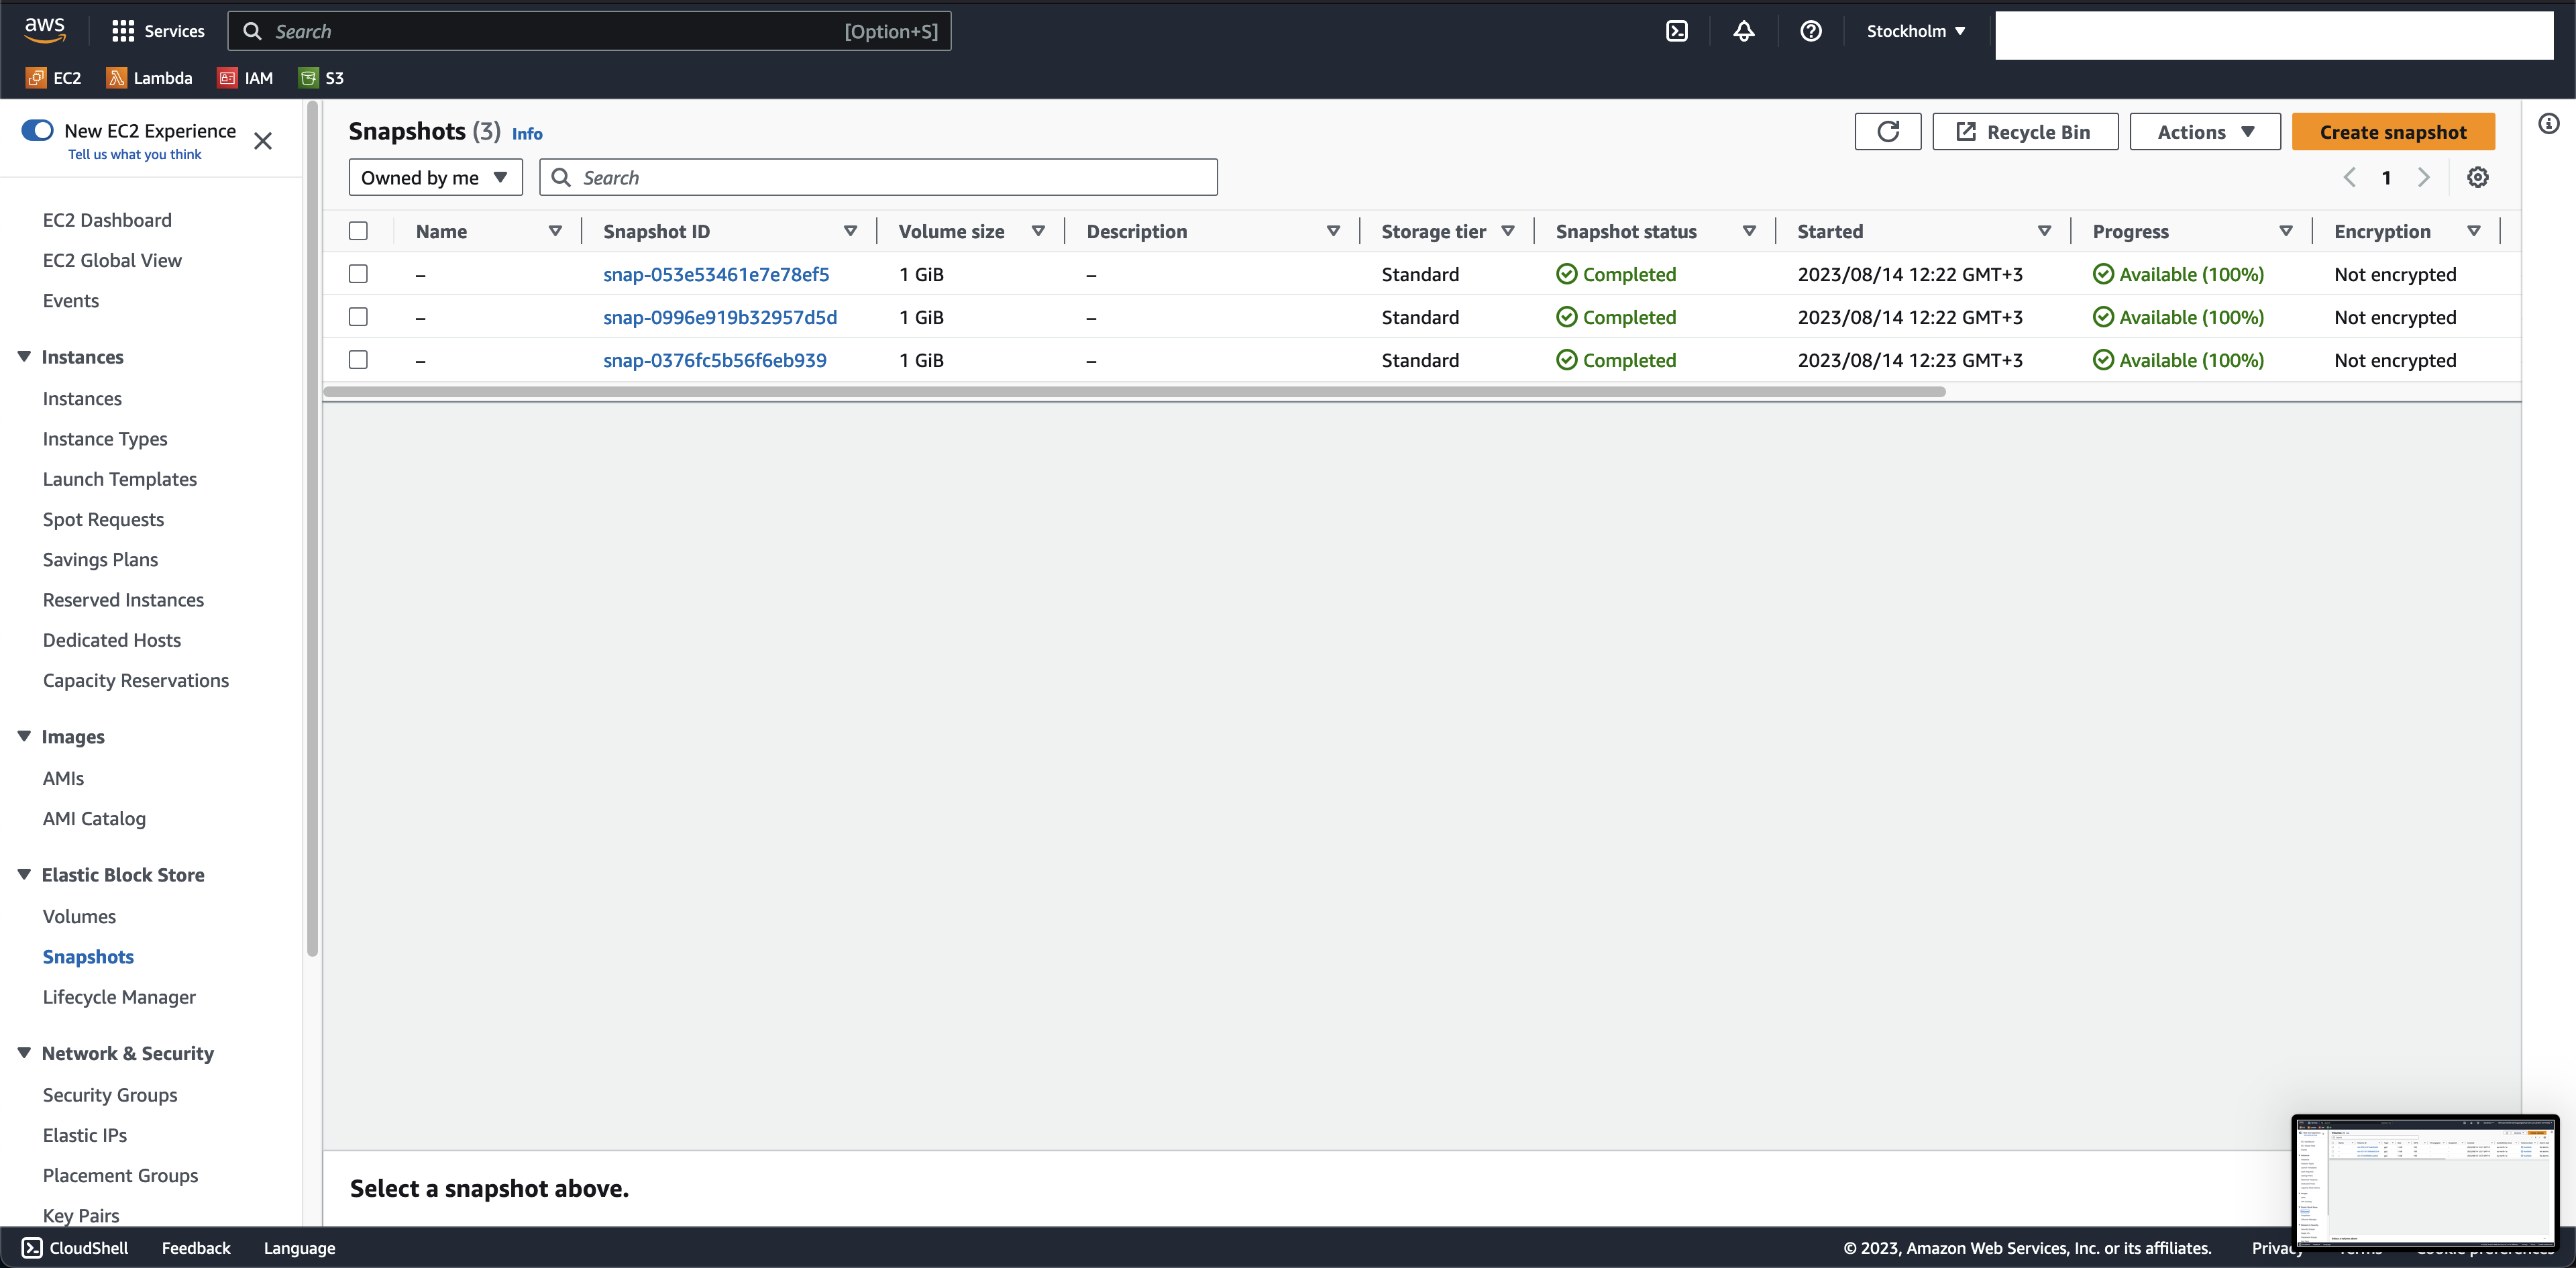 aws
Services
Search
[Option+S]
Stockholm
EC2
Lambda
IAM
S3
New EC2 Experience
Tell us what you think
EC2 Dashboard
EC2 Global View
Events
Instances
Instances
Instance Types
Launch Templates
Spot Requests
Savings Plans
Reserved Instances
Dedicated Hosts
Capacity Reservations
Images
AMIs
AMI Catalog
Elastic Block Store
Volumes
Snapshots
Lifecycle Manager
Network & Security
Security Groups
Elastic IPs
Placement Groups
Key Pairs
Snapshots (3) Info
Recycle Bin
Actions
Create snapshot
Owned by me
Search
1
Name Snapshot ID Volume size Description Storage tier Snapshot status Started Progress Encryption
– snap-053e53461e7e78ef5 1 GiB – Standard Completed 2023/08/14 12:22 GMT+3 Available (100%) Not encrypted
– snap-0996e919b32957d5d 1 GiB – Standard Completed 2023/08/14 12:22 GMT+3 Available (100%) Not encrypted
– snap-0376fc5b56f6eb939 1 GiB – Standard Completed 2023/08/14 12:23 GMT+3 Available (100%) Not encrypted
Select a snapshot above.
CloudShell Feedback Language
© 2023, Amazon Web Services, Inc. or its affiliates. Privacy Terms Cookie preferences